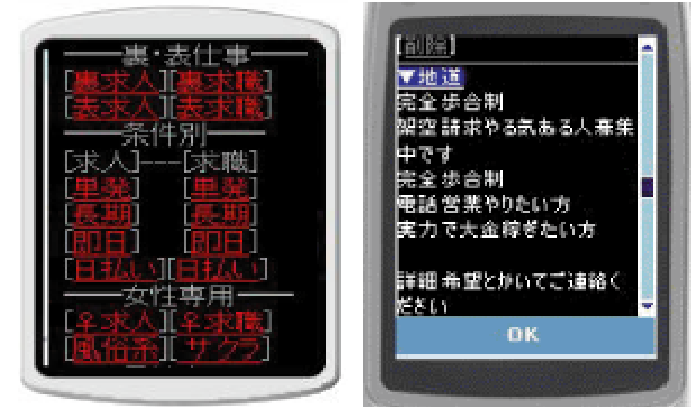 裏・表仕事
[裏求人][裏求職]
[表求人][表求職]
条件別
[求人]---[求職]
[単発] [単発]
[長期] [長期]
[即日] [即日]
[日払い][日払い]
女性専用
[♀求人][♀求職]
[風俗系][サクラ]
[削除]
▼地道
完全歩合制
架空請求やる気ある人募集
中です
完全歩合制
電話営業やりたい方
実力で大金稼ぎたい方
詳細希望とかいてご連絡く
ださい
OK